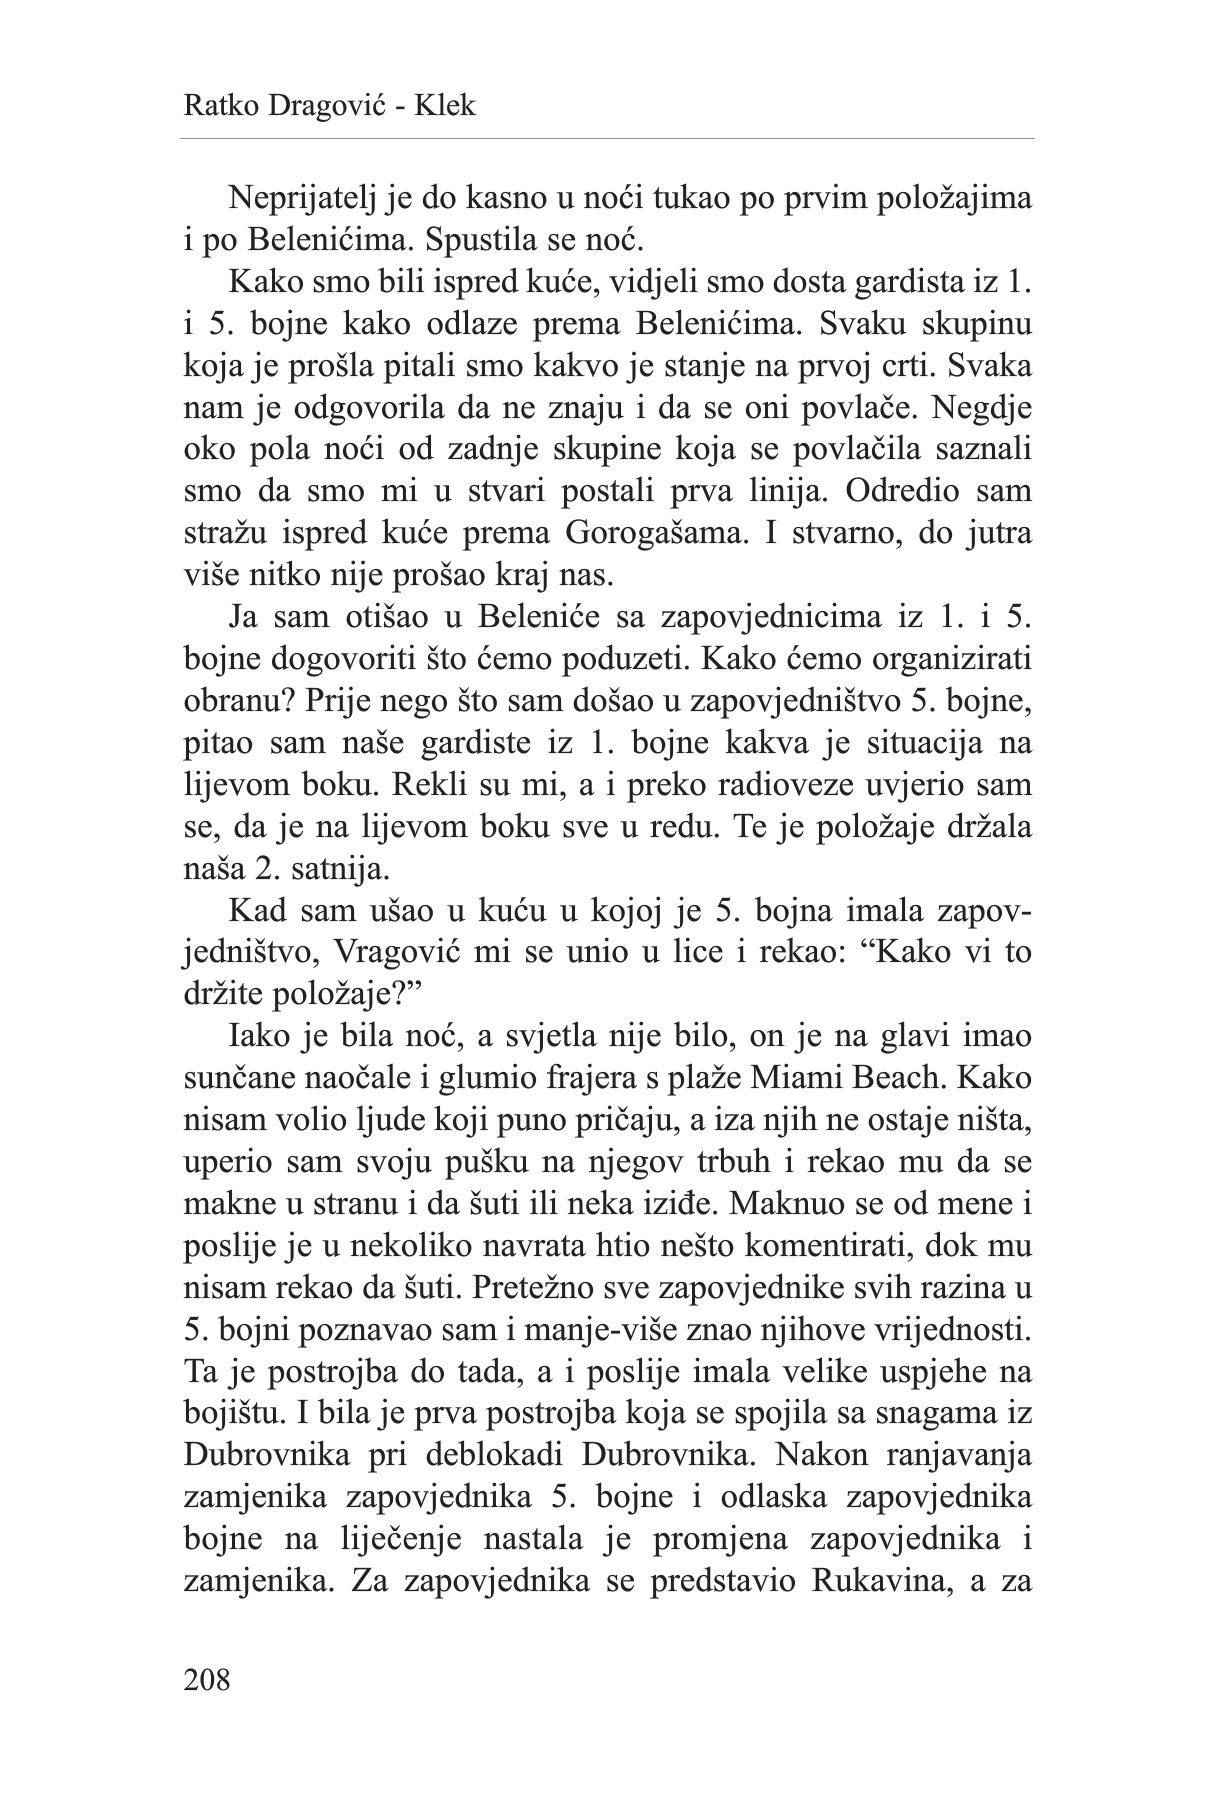 Ratko Dragović - Klek
Neprijatelj je do kasno u noći tukao po prvim položajima
i po Belenićima. Spustila se noć.
Kako smo bili ispred kuće, vidjeli smo dosta gardista iz 1.
i 5. bojne kako odlaze prema Belenićima. Svaku skupinu
koja je prošla pitali smo kakvo je stanje na prvoj crti. Svaka
nam je odgovorila da ne znaju i da se oni povlače. Negdje
oko pola noći od zadnje skupine koja se povlačila saznali
smo da smo mi u stvari postali prva linija. Odredio sam
stražu ispred kuće prema Gorogašama. I stvarno, do jutra
više nitko nije prošao kraj nas.
Ja sam otišao u Beleniće sa zapovjednicima iz 1. i 5.
bojne dogovoriti što ćemo poduzeti. Kako ćemo organizirati
obranu? Prije nego što sam došao u zapovjedništvo 5. bojne,
pitao sam naše gardiste iz 1. bojne kakva je situacija na
lijevom boku. Rekli su mi, a i preko radioveze uvjerio sam
se, da je na lijevom boku sve u redu. Te je položaje držala
naša 2. satnija.
Kad sam ušao u kuću u kojoj je 5. bojna imala zapov-
jedništvo, Vragović mi se unio u lice i rekao: “Kako vi to
držite položaje?”
Iako je bila noć, a svjetla nije bilo, on je na glavi imao
sunčane naočale i glumio frajera s plaže Miami Beach. Kako
nisam volio ljude koji puno pričaju, a iza njih ne ostaje ništa,
uperio sam svoju pušku na njegov trbuh i rekao mu da se
makne u stranu i da šuti ili neka iziđe. Maknuo se od mene i
poslije je u nekoliko navrata htio nešto komentirati, dok mu
nisam rekao da šuti. Pretežno sve zapovjednike svih razina u
5. bojni poznavao sam i manje-više znao njihove vrijednosti.
Ta je postrojba do tada, a i poslije imala velike uspjehe na
bojištu. I bila je prva postrojba koja se spojila sa snagama iz
Dubrovnika pri deblokadi Dubrovnika. Nakon ranjavanja
zamjenika zapovjednika 5. bojne i odlaska zapovjednika
bojne na liječenje nastala je promjena zapovjednika i
zamjenika. Za zapovjednika se predstavio Rukavina, a za
208